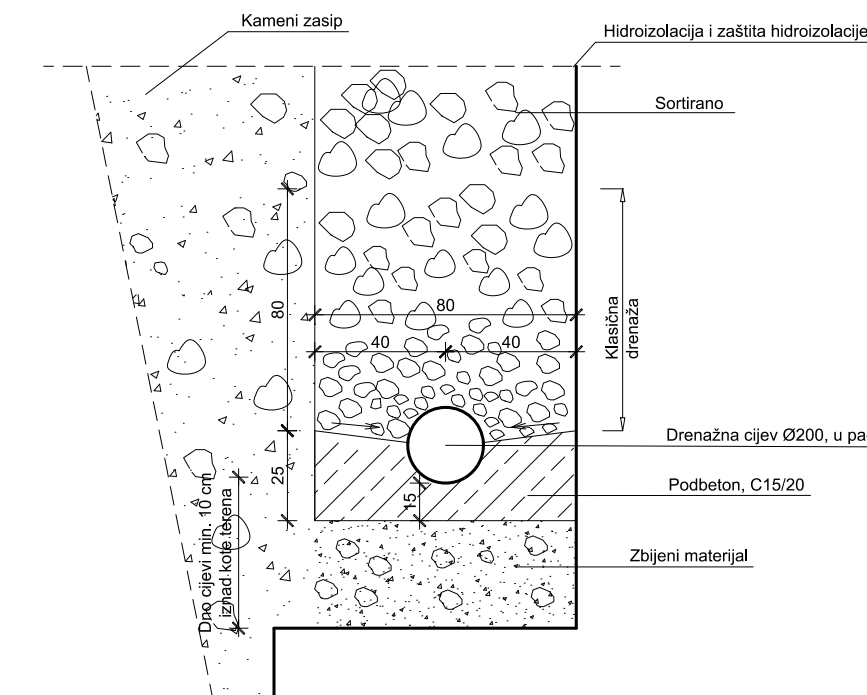 Kameni zasip
Hidroizolacija i zaštita hidroizolacije
Sortirano
80
80
40
40
Klasična
drenaža
Drenažna cijev Ø200, u pa
25
15
Podbeton, C15/20
Dno cijevi min. 10 cm
iznad kote terena
Zbijeni materijal